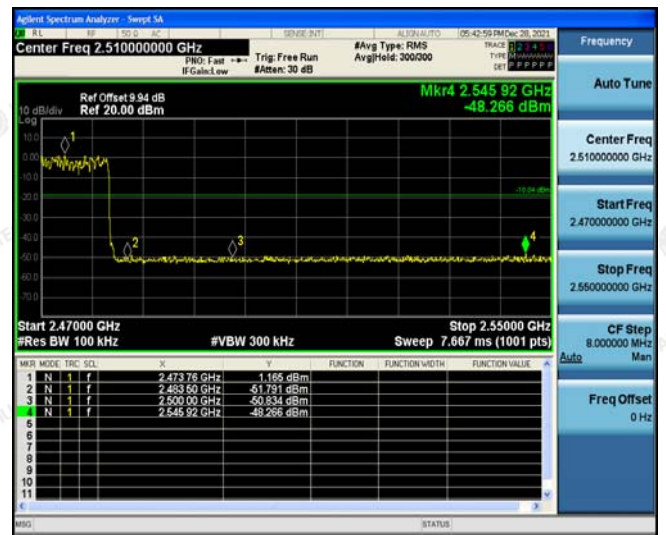 Agilent Spectrum Analyzer - Swept SA
RL RF 50 Ω AC SENSE:INT ALIGNAUTO 05:42:59 PM Dec 28, 2021
Center Freq 2.510000000 GHz
PNO: Fast Trig: Free Run
IFGain:Low #Atten: 30 dB
#Avg Type: RMS
Avg|Held: 300/300
TRACE 1 2 3 4 5 6
TYPE
DET P P P P P P
Frequency
Auto Tune
Center Freq
2.510000000 GHz
Start Freq
2.470000000 GHz
Stop Freq
2.550000000 GHz
CF Step
8.000000 MHz
Auto Man
Freq Offset
0 Hz
Mkr4 2.545 92 GHz
-48.266 dBm
Ref Offset 9.94 dB
10 dB/div Ref 20.00 dBm
Log
10.0
0.00
-10.0
-20.0
-30.0
-40.0
-50.0
-60.0
-70.0
1
2
3
4
Start 2.47000 GHz Stop 2.55000 GHz
#Res BW 100 kHz #VBW 300 kHz Sweep 7.667 ms (1001 pts)
MKR MODE TRC SCL X Y FUNCTION FUNCTION WIDTH FUNCTION VALUE
1 N 1 f 2.473 76 GHz 1.165 dBm
2 N 1 f 2.483 50 GHz -51.791 dBm
3 N 1 f 2.500 00 GHz -50.834 dBm
4 N 1 f 2.545 92 GHz -48.266 dBm
5
6
7
8
9
10
11
MSG STATUS